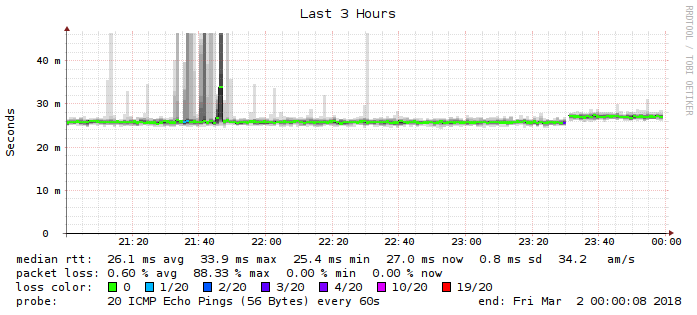 Last 3 Hours
RRDTOOL / TOBI OETIKER
Seconds
40 m
30 m
20 m
10 m
0
21:20 21:40 22:00 22:20 22:40 23:00 23:20 23:40 00:00
median rtt: 26.1 ms avg 33.9 ms max 25.4 ms min 27.0 ms now 0.8 ms sd 34.2 am/s
packet loss: 0.60 % avg 88.33 % max 0.00 % min 0.00 % now
loss color: 0 1/20 2/20 3/20 4/20 10/20 19/20
probe: 20 ICMP Echo Pings (56 Bytes) every 60s end: Fri Mar 2 00:00:08 2018